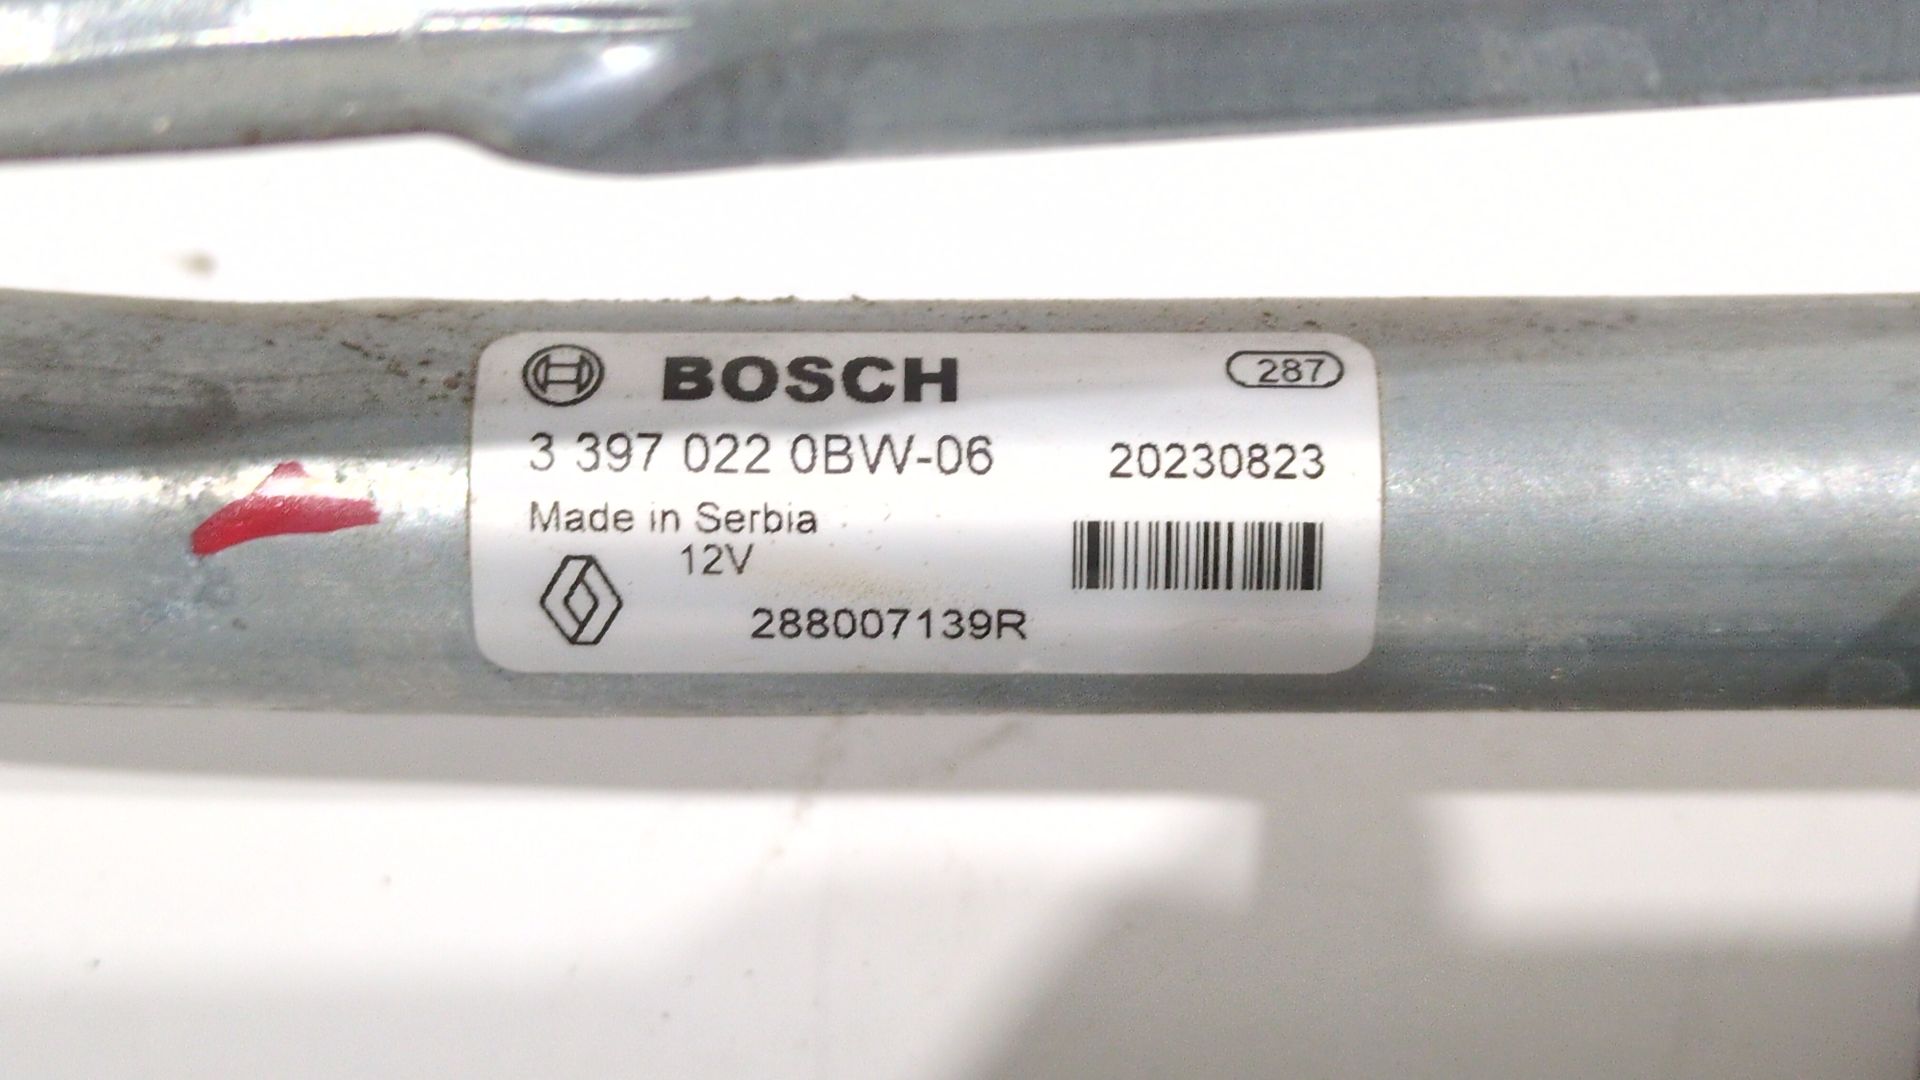 BOSCH 287
3 397 022 0BW-06 20230823
Made in Serbia
12V
288007139R